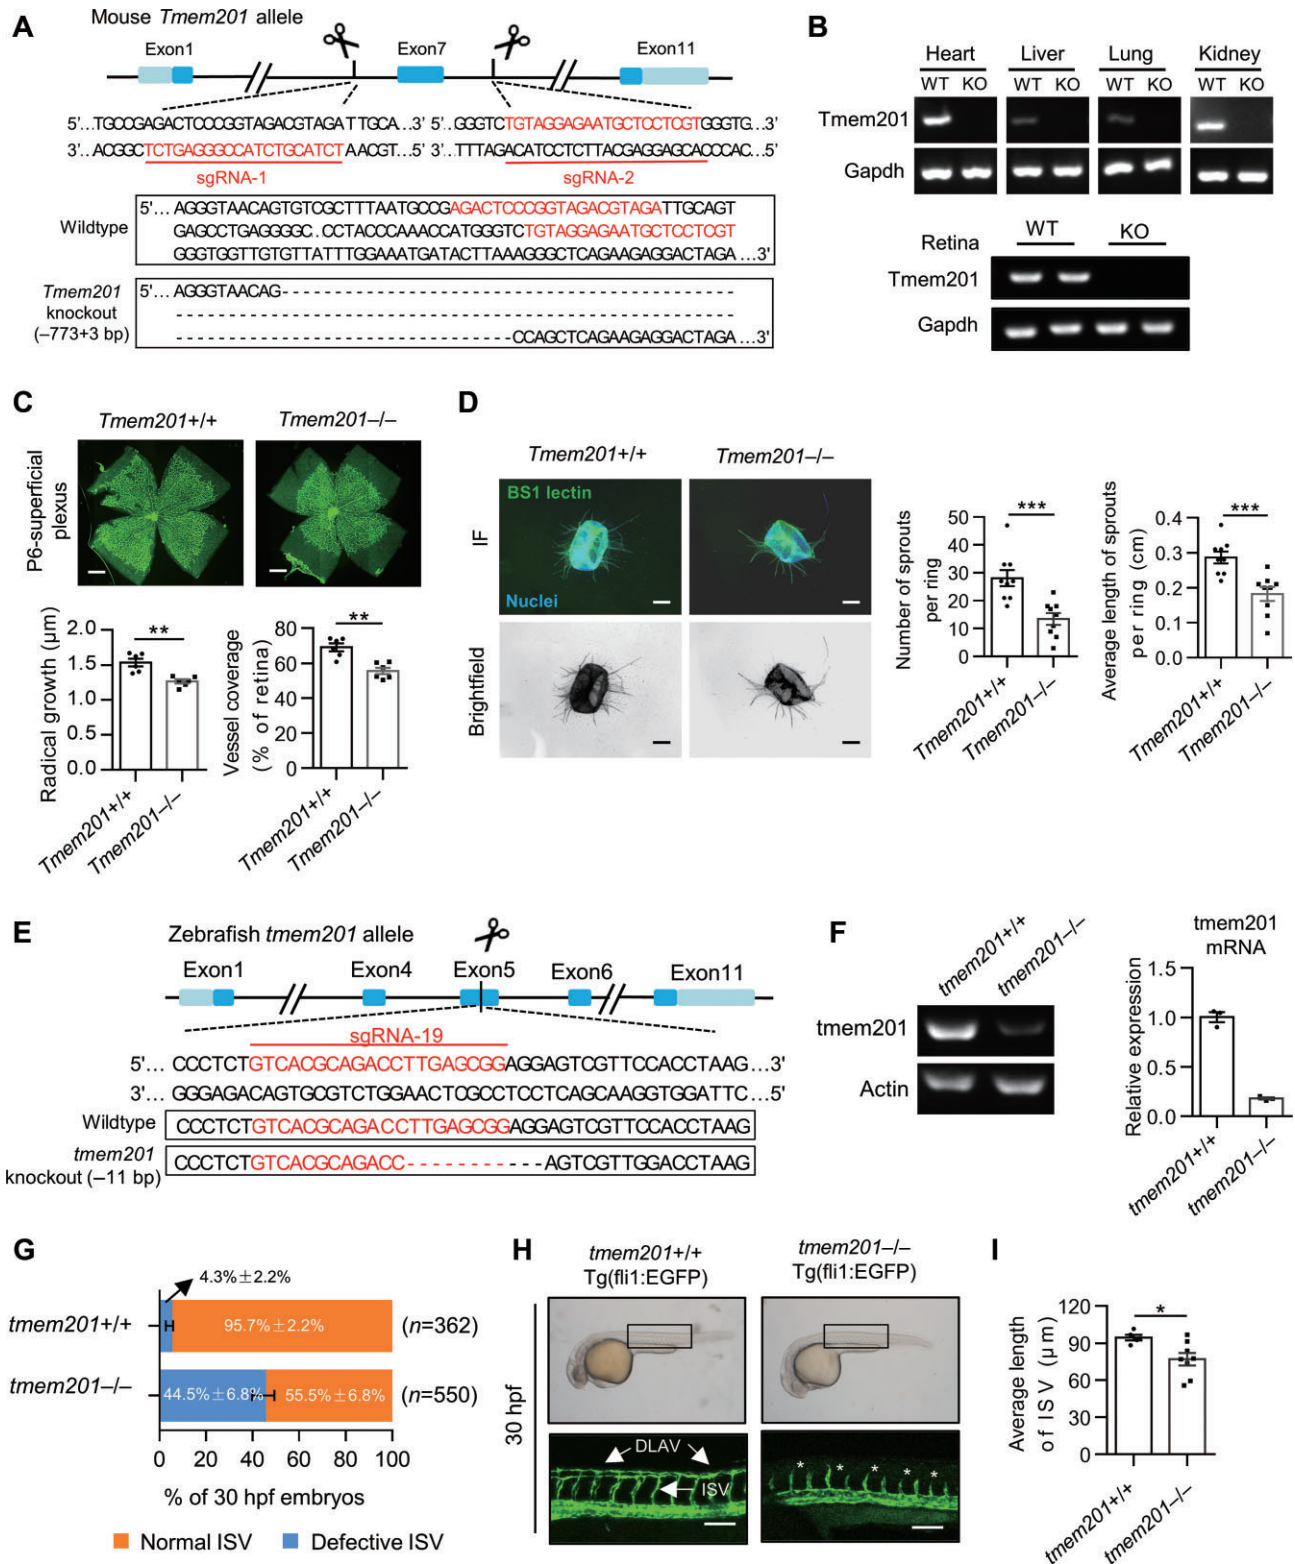 A
Mouse Tmem201 allele
Exon1
Exon7
Exon11
5'...TGCCGAGACTCCCGGTAGACGTAGATTGCA...3'
5'...GGGTCTGTAGGAGAATGCTCCTCGTGGGTG...3'
3'...ACGGCTCTGAGGGCCATCTGCATCTAACGT...5'
3'...TTTAGACATCCTCTTACGAGGAGCACCCAC...5'
sgRNA-1
sgRNA-2
Wildtype
5'...AGGGTAACAGTGTCGCTTTAATGCCGAGACTCCCGGTAGACGTAGATTGCAGT
GAGCCTGAGGGGC..CCTACCCAAACCATGGGTCTGTAGGAGAATGCTCCTCGT
GGGTGGTTGTGTTATTTGGAAATGATACTTAAAGGGCTCAGAAGAGGACTAGA...3'
Tmem201
knockout
(–773+3 bp)
5'...AGGGTAACAG
CCAGCTCAGAAGAGGACTAGA...3'
B
Heart Liver Lung Kidney
WT KO WT KO WT KO WT KO
Tmem201
Gapdh
Retina WT KO
Tmem201
Gapdh
C
Tmem201+/+ Tmem201–/–
P6-superficial
plexus
Radical growth (μm)
2.0
1.5
1.0
0.5
0.0
**
Tmem201+/+
Tmem201–/–
Vessel coverage
(% of retina)
80
60
40
20
0
**
Tmem201+/+
Tmem201–/–
D
Tmem201+/+ Tmem201–/–
IF
BS1 lectin
Nuclei
Brightfield
Number of sprouts
per ring
50
40
30
20
10
0
***
Tmem201+/+
Tmem201–/–
Average length of sprouts
per ring (cm)
0.4
0.3
0.2
0.1
0.0
***
Tmem201+/+
Tmem201–/–
E
Zebrafish tmem201 allele
Exon1 Exon4 Exon5 Exon6 Exon11
sgRNA-19
5'... CCCTCTGTCACGCAGACCTTGAGCGGAGGAGTCGTTCCACCTAAG...3'
3'...GGGAGACAGTGCGTCTGGAACTCGCCTCCTCAGCAAGGTGGATTC...5'
Wildtype
CCCTCTGTCACGCAGACCTTGAGCGGAGGAGTCGTTCCACCTAAG
tmem201
knockout (–11 bp)
CCCTCTGTCACGCAGACC-----------AGTCGTTGGACCTAAG
F
tmem201+/+
tmem201–/–
tmem201
Actin
tmem201
mRNA
Relative expression
1.5
1.0
0.5
0.0
tmem201+/+
tmem201–/–
G
4.3%±2.2%
tmem201+/+ 95.7%±2.2% (n=362)
tmem201–/– 44.5%±6.8% 55.5%±6.8% (n=550)
0 20 40 60 80 100
% of 30 hpf embryos
Normal ISV Defective ISV
H
tmem201+/+
Tg(fli1:EGFP)
tmem201–/–
Tg(fli1:EGFP)
30 hpf
DLAV
ISV
* * * * *
I
Average length
of ISV (μm)
120
90
60
30
0
*
tmem201+/+
tmem201–/–